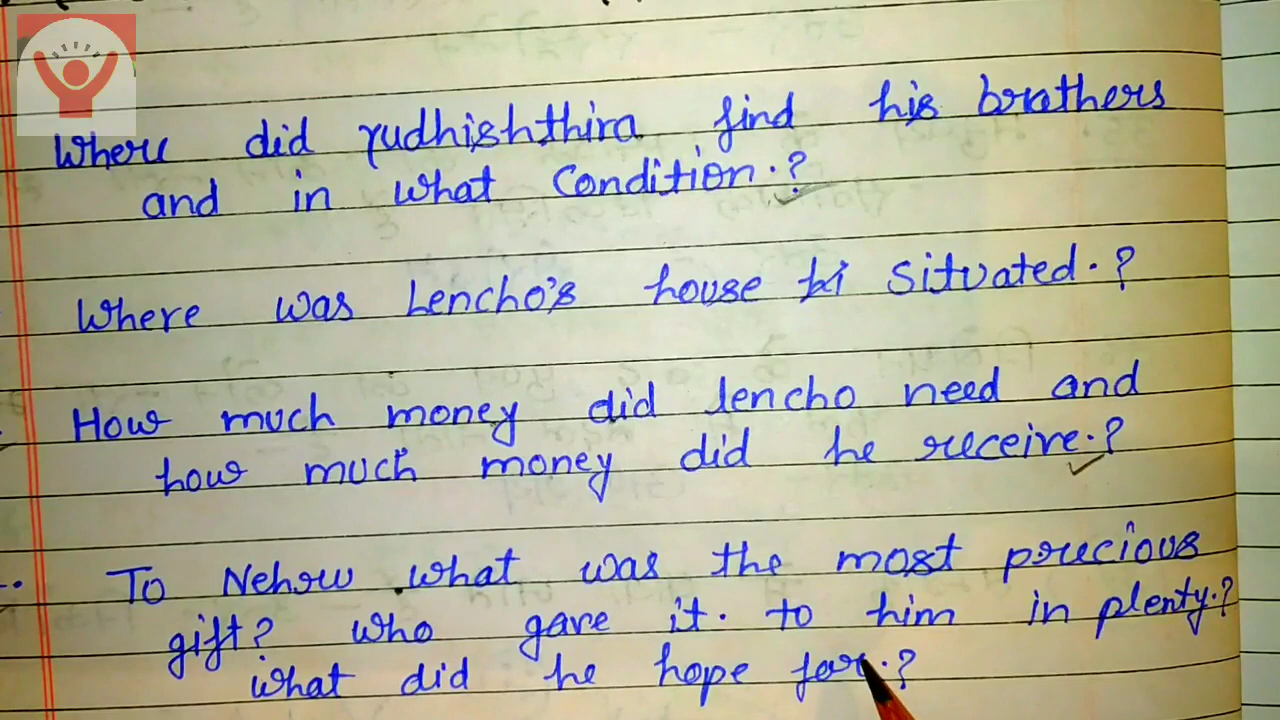 Where did yudhishthira find his brothers
and in what condition.?
Where was Lencho's house situated.?
How much money did lencho need and
how much money did he receive.?
To Nehru what was the most precious
gift? who gave it. to him in plenty.?
what did he hope for.?